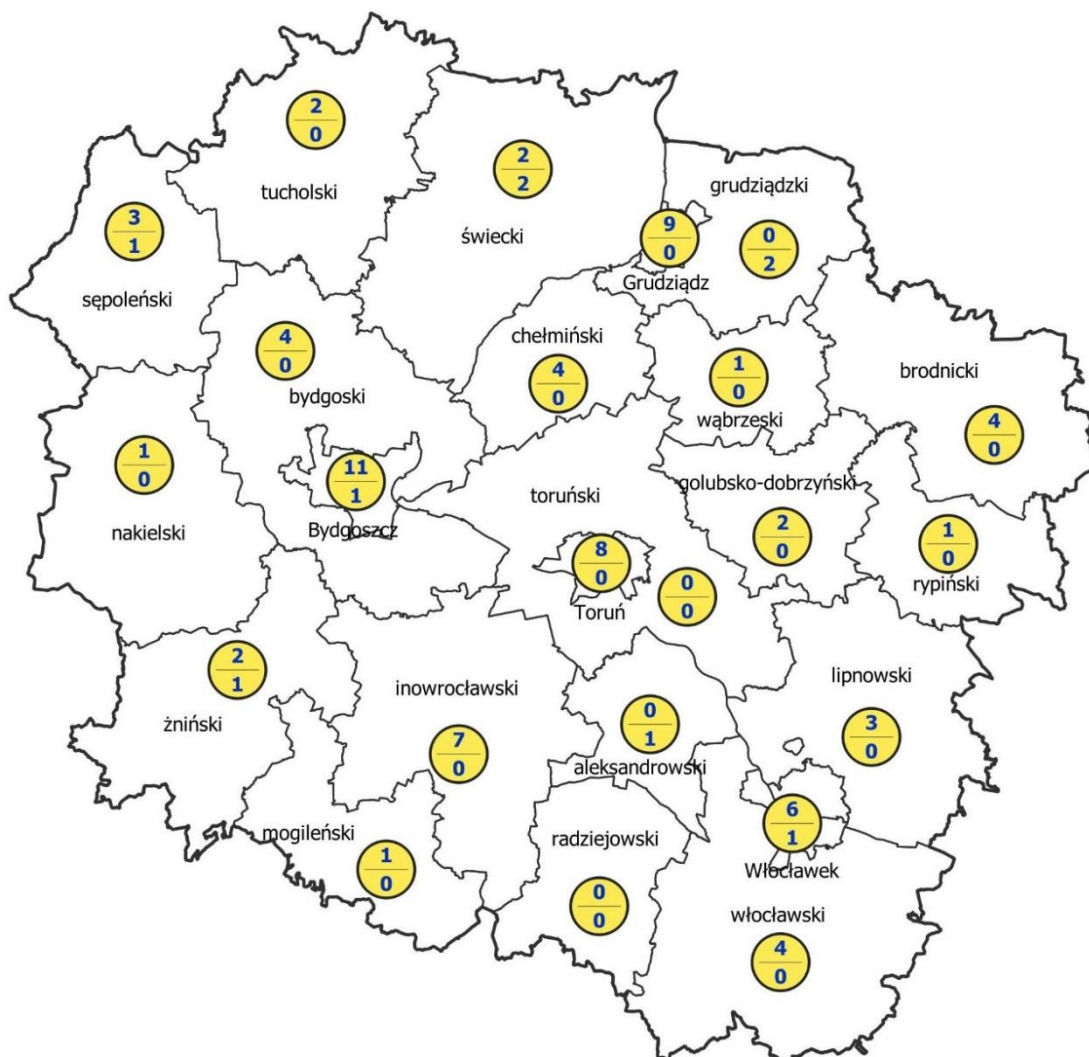 2
0
tucholski
2
2
świecki
grudziądzki
0
2
9
0
Grudziądz
3
1
sępoleński
4
0
bydgoski
chełmiński
4
0
1
0
wąbrzeski
brodnicki
4
0
1
0
nakielski
11
1
Bydgoszcz
toruński
golubsko-dobrzyński
2
0
1
0
rypiński
8
0
Toruń
0
0
2
1
żniński
inowrocławski
7
0
0
1
aleksandrowski
lipnowski
3
0
mogileński
1
0
radziejowski
0
0
6
1
Włocławek
włocławski
4
0